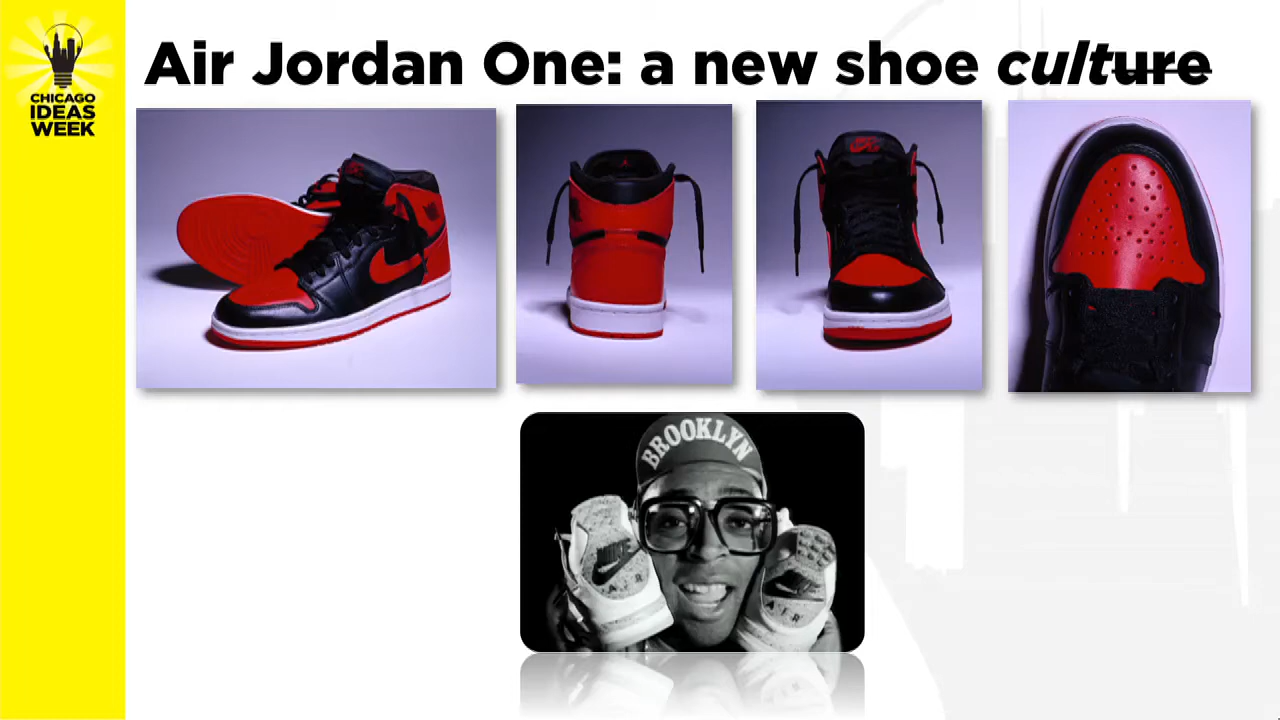 Air Jordan One: a new shoe culture
CHICAGO
IDEAS
WEEK
BROOKLYN
NIKE
AIR
AIR